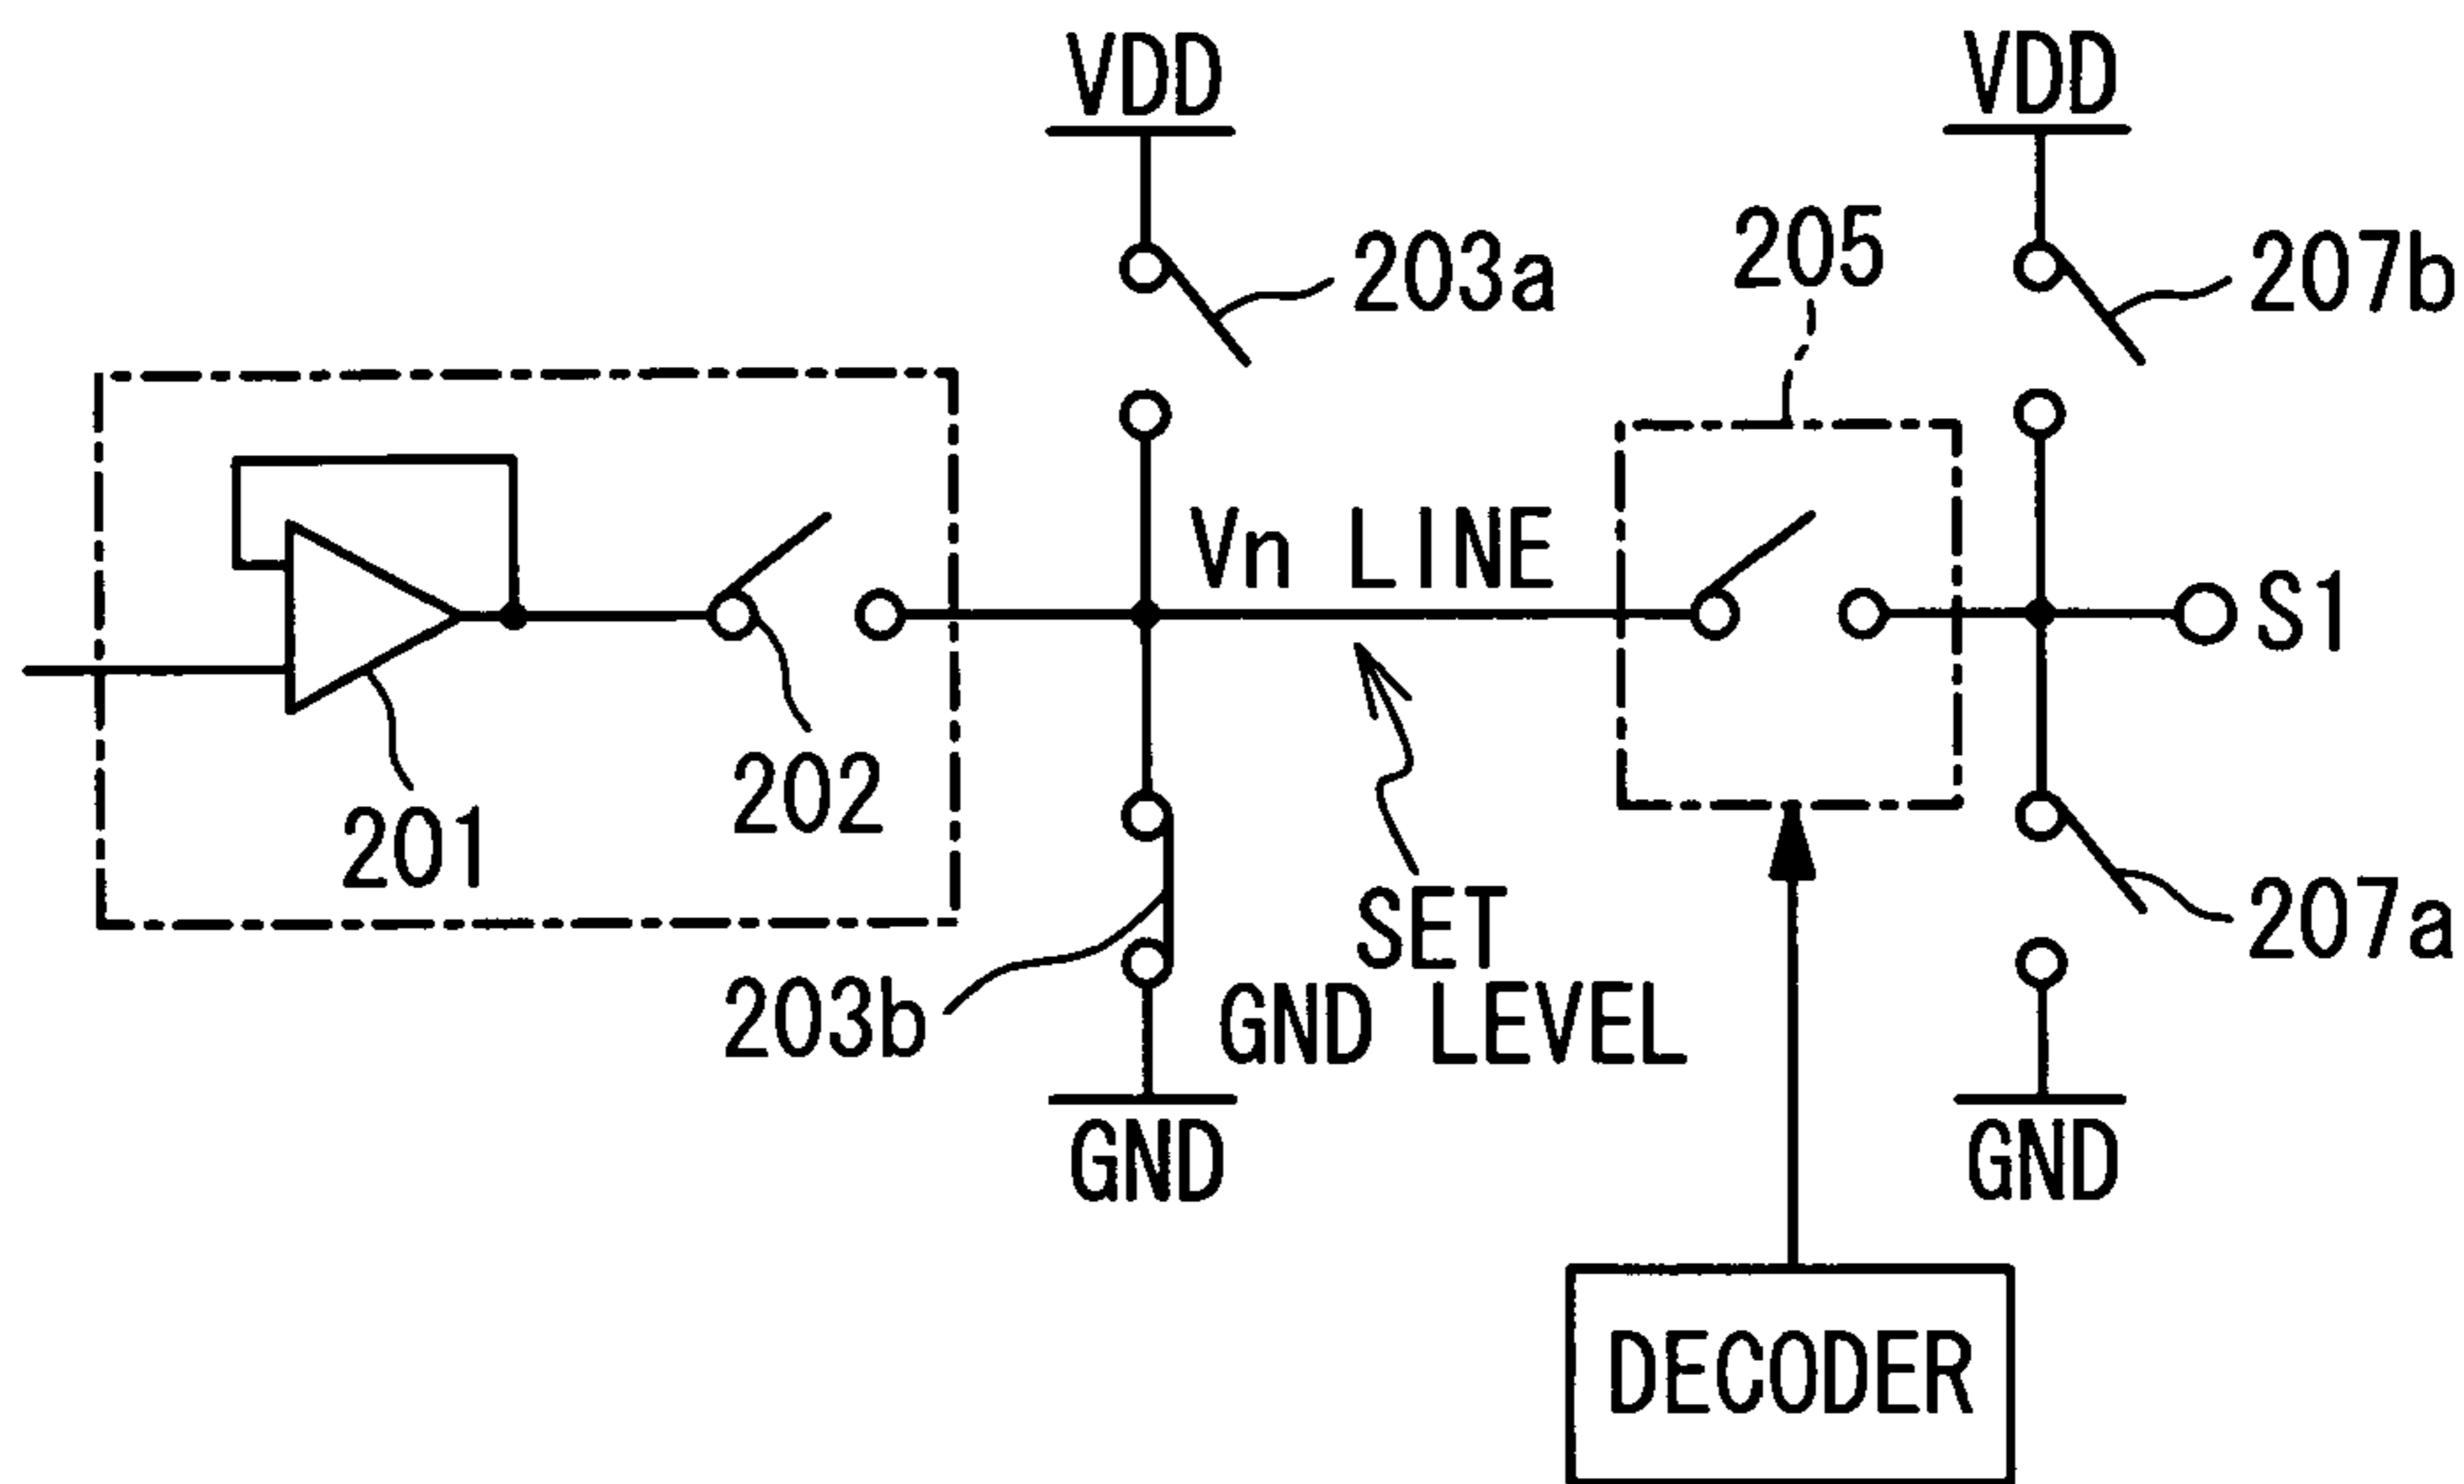 VDD
VDD
203a
205
207b
Vn LINE
S1
202
201
203b
SET
GND LEVEL
207a
GND
GND
DECODER